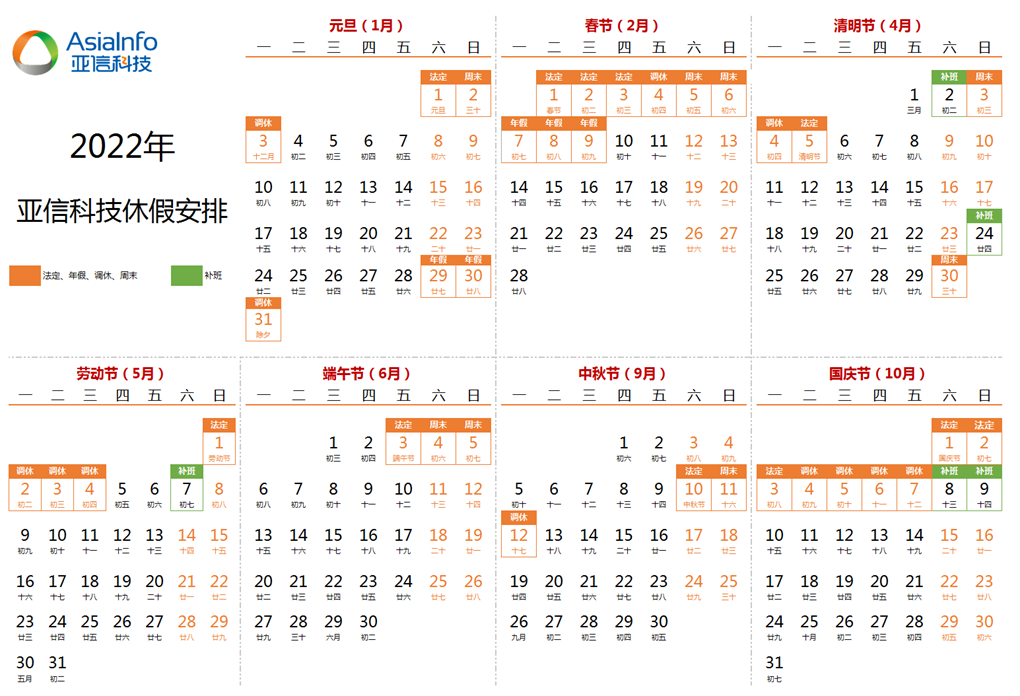 AsiaInfo
亚信科技
2022年
亚信科技休假安排
法定、年假、调休、周末
补班
元旦（1月）
一 二 三 四 五 六 日
法定 周末
1 2
元旦 三十
调休
3 4 5 6 7 8 9
十二月 初二 初三 初四 初五 初六 初七
10 11 12 13 14 15 16
初八 初九 初十 十一 十二 十三 十四
17 18 19 20 21 22 23
十五 十六 十七 十八 十九 二十 廿一
年假 年假
24 25 26 27 28 29 30
廿二 廿三 廿四 廿五 廿六 廿七 廿八
调休
31
除夕
春节（2月）
一 二 三 四 五 六 日
法定 法定 法定 调休 周末 周末
1 2 3 4 5 6
春节 初二 初三 初四 初五 初六
年假 年假 年假
7 8 9 10 11 12 13
初七 初八 初九 初十 十一 十二 十三
14 15 16 17 18 19 20
十四 十五 十六 十七 十八 十九 二十
21 22 23 24 25 26 27
廿一 廿二 廿三 廿四 廿五 廿六 廿七
28
廿八
清明节（4月）
一 二 三 四 五 六 日
补班 周末
1 2 3
三月 初二 初三
调休 法定
4 5 6 7 8 9 10
初四 清明节 初六 初七 初八 初九 初十
11 12 13 14 15 16 17
十一 十二 十三 十四 十五 十六 十七
补班
18 19 20 21 22 23 24
十八 十九 二十 廿一 廿二 廿三 廿四
周末
25 26 27 28 29 30
廿五 廿六 廿七 廿八 廿九 三十
劳动节（5月）
一 二 三 四 五 六 日
法定
1
劳动节
调休 调休 调休 补班
2 3 4 5 6 7 8
初二 初三 初四 初五 初六 初七 初八
9 10 11 12 13 14 15
初九 初十 十一 十二 十三 十四 十五
16 17 18 19 20 21 22
十六 十七 十八 十九 二十 廿一 廿二
23 24 25 26 27 28 29
廿三 廿四 廿五 廿六 廿七 廿八 廿九
30 31
五月 初二
端午节（6月）
一 二 三 四 五 六 日
法定 周末 周末
1 2 3 4 5
初三 初四 端午节 初六 初七
6 7 8 9 10 11 12
初八 初九 初十 十一 十二 十三 十四
13 14 15 16 17 18 19
十五 十六 十七 十八 十九 二十 廿一
20 21 22 23 24 25 26
廿二 廿三 廿四 廿五 廿六 廿七 廿八
27 28 29 30
廿九 三十 六月 初二
中秋节（9月）
一 二 三 四 五 六 日
1 2 3 4
初六 初七 初八 初九
法定 周末
5 6 7 8 9 10 11
初十 十一 十二 十三 十四 中秋节 十六
调休
12 13 14 15 16 17 18
十七 十八 十九 二十 廿一 廿二 廿三
19 20 21 22 23 24 25
廿四 廿五 廿六 廿七 廿八 廿九 三十
26 27 28 29 30
九月 初二 初三 初四 初五
国庆节（10月）
一 二 三 四 五 六 日
法定 法定
1 2
国庆节 初七
法定 调休 调休 调休 调休 补班 补班
3 4 5 6 7 8 9
初八 初九 初十 十一 十二 十三 十四
10 11 12 13 14 15 16
十五 十六 十七 十八 十九 二十 廿一
17 18 19 20 21 22 23
廿二 廿三 廿四 廿五 廿六 廿七 廿八
24 25 26 27 28 29 30
廿九 十月 初二 初三 初四 初五 初六
31
初七